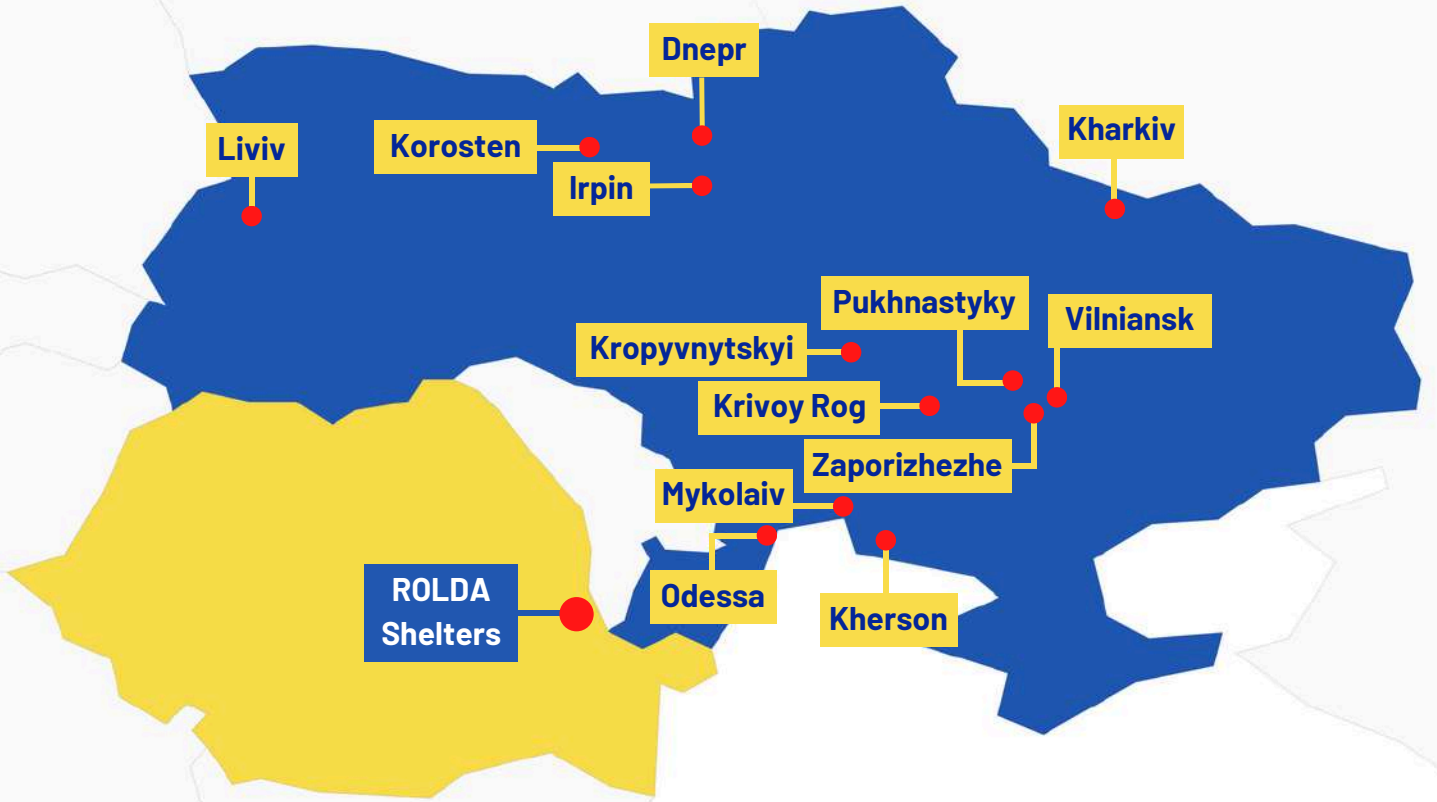 Dnepr
Kharkiv
Liviv
Korosten
Irpin
Pukhnastyky
Vilniansk
Kropyvnytskyi
Krivoy Rog
Zaporizhezhe
Mykolaiv
ROLDA
Shelters
Odessa
Kherson